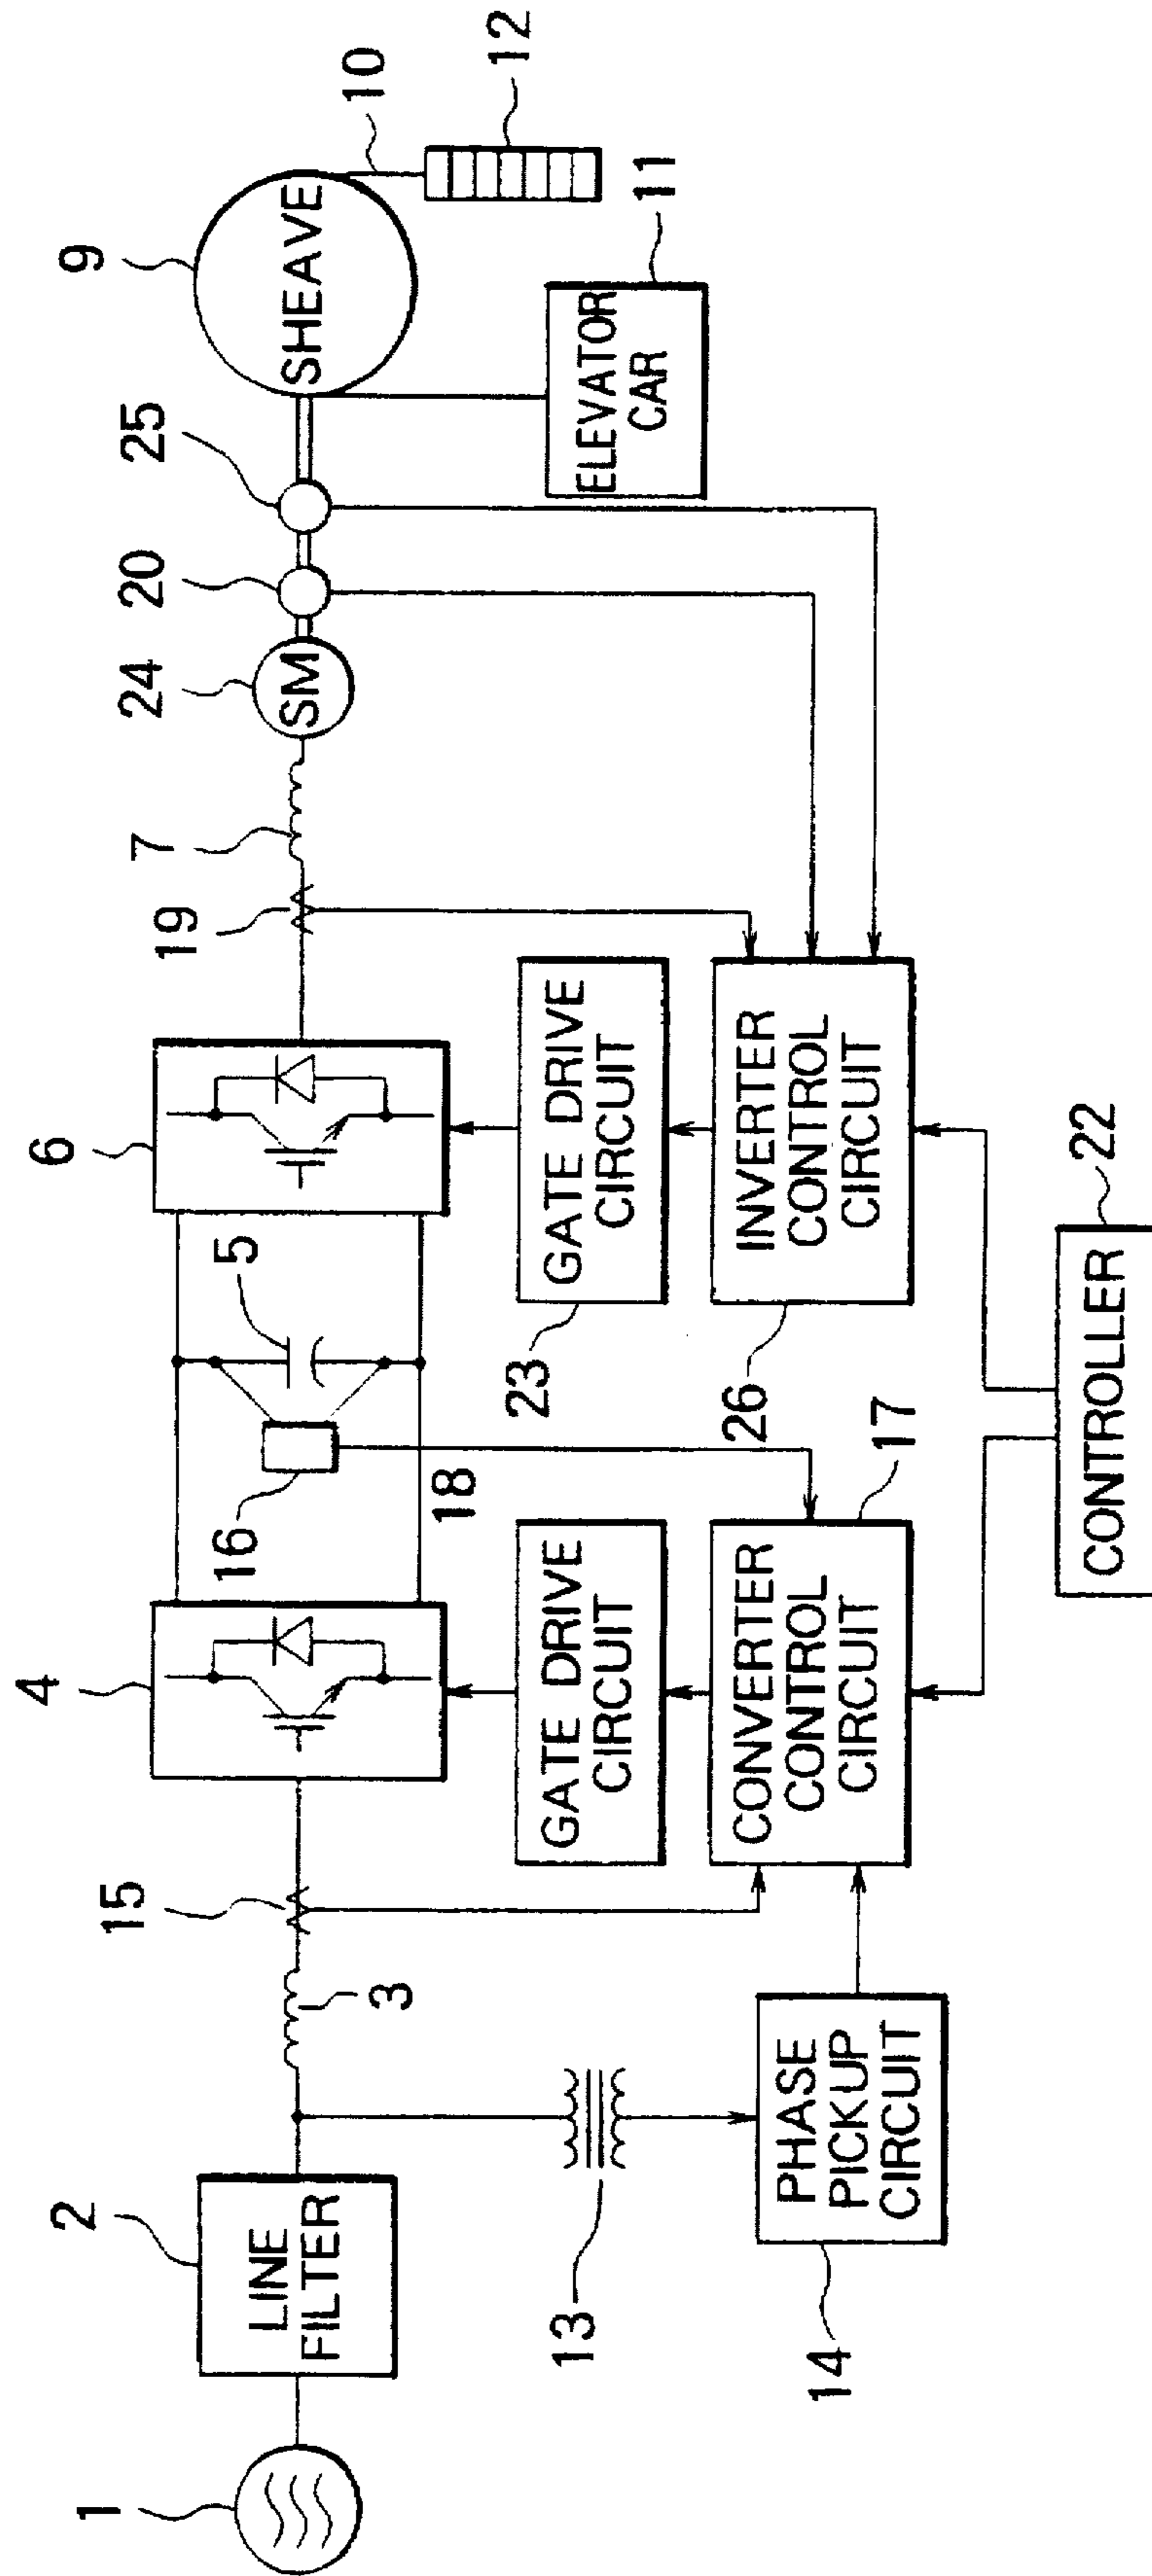 1
2
LINE
FILTER
3
15
4
5
16
18
6
19
7
24
SM
20
25
9
SHEAVE
10
12
ELEVATOR
CAR
11
13
PHASE
PICKUP
CIRCUIT
14
GATE DRIVE
CIRCUIT
CONVERTER
CONTROL
CIRCUIT
17
GATE DRIVE
CIRCUIT
23
INVERTER
CONTROL
CIRCUIT
26
CONTROLLER
22